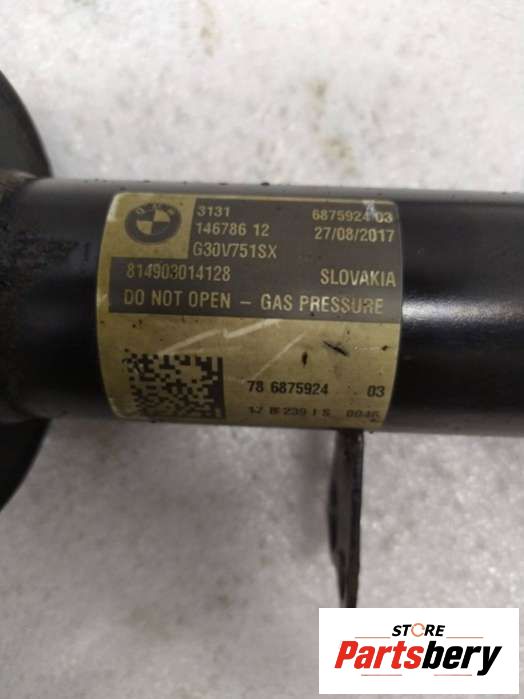 BMW
3131 6875924 03
146786 12 27/08/2017
G30V751SX
814903014128 SLOVAKIA
DO NOT OPEN - GAS PRESSURE
78 6875924 03
STORE
Partsbery